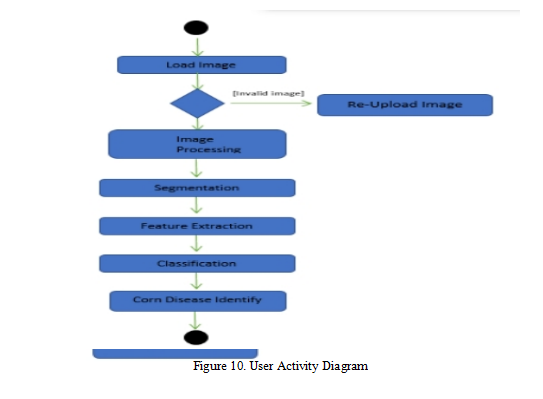 Load Image
[Invalid image]
Re-Upload Image
Image
Processing
Segmentation
Feature Extraction
Classification
Corn Disease Identify
Figure 10. User Activity Diagram